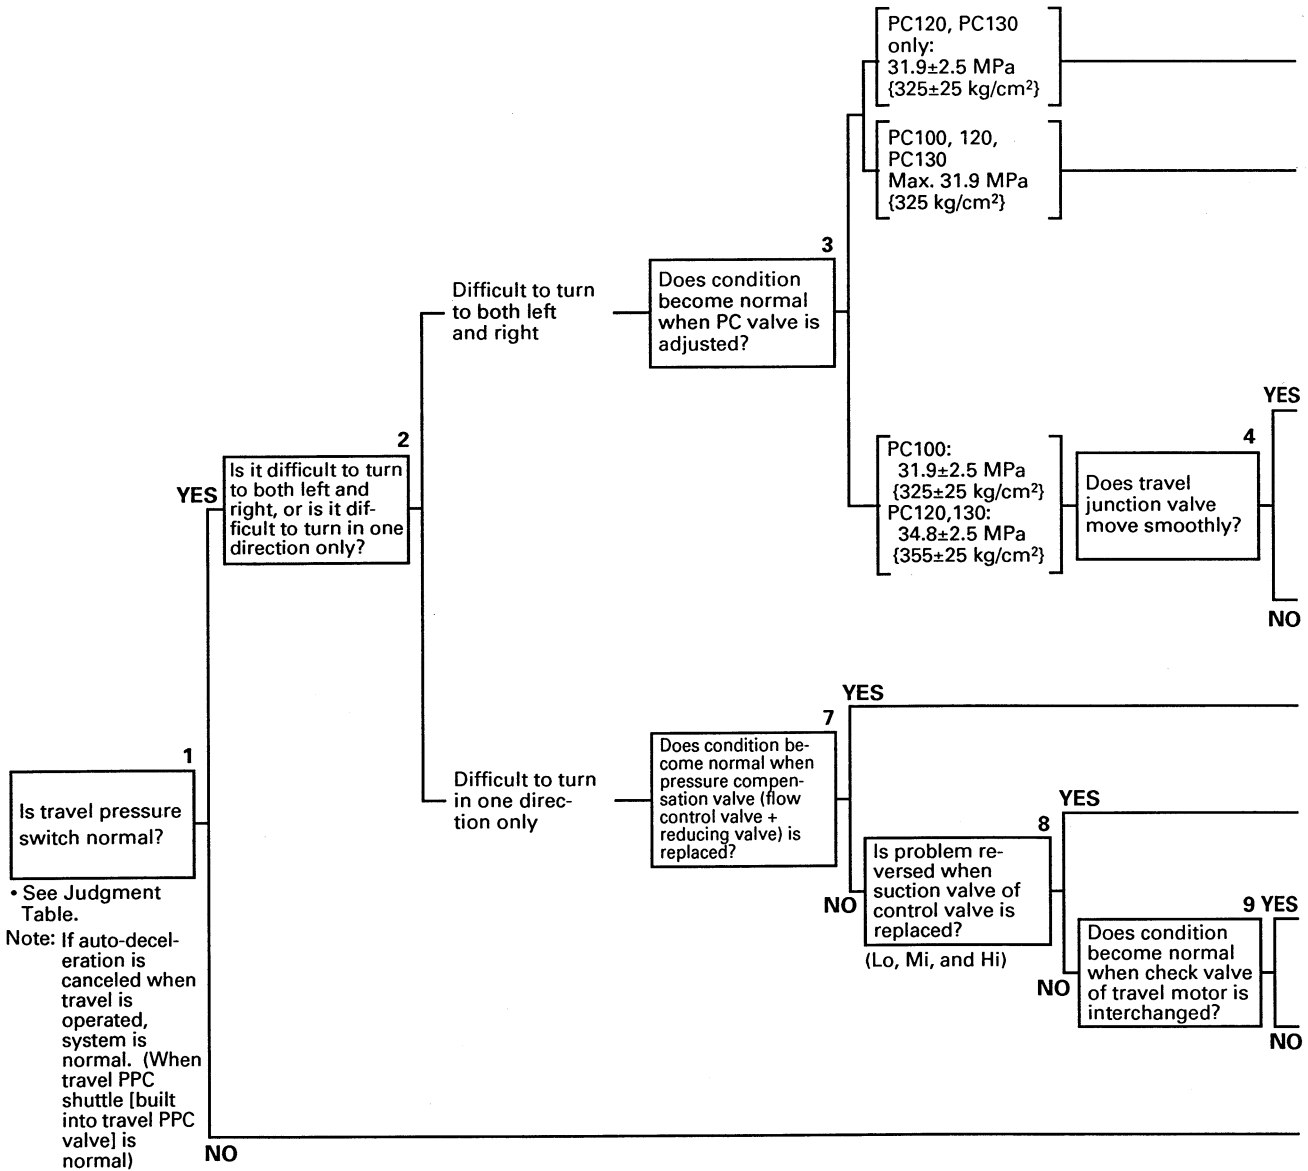 PC120, PC130
only:
31.9±2.5 MPa
{325±25 kg/cm²}
PC100, 120,
PC130
Max. 31.9 MPa
{325 kg/cm²}
3
Difficult to turn
to both left
and right
Does condition
become normal
when PC valve is
adjusted?
YES
2
4
Is it difficult to turn
to both left and
right, or is it dif-
ficult to turn in one
direction only?
YES
PC100:
31.9±2.5 MPa
{325±25 kg/cm²}
PC120,130:
34.8±2.5 MPa
{355±25 kg/cm²}
Does travel
junction valve
move smoothly?
NO
YES
7
1
Difficult to turn
in one direc-
tion only
Does condition be-
come normal when
pressure compen-
sation valve (flow
control valve +
reducing valve) is
replaced?
YES
8
Is travel pressure
switch normal?
• See Judgment
Table.
NO
Is problem re-
versed when
suction valve of
control valve is
replaced?
(Lo, Mi, and Hi)
9 YES
NO
Does condition
become normal
when check valve
of travel motor is
interchanged?
NO
Note: If auto-decel-
eration is
canceled when
travel is
operated,
system is
normal. (When
travel PPC
shuttle [built
into travel PPC
valve] is
normal)
NO